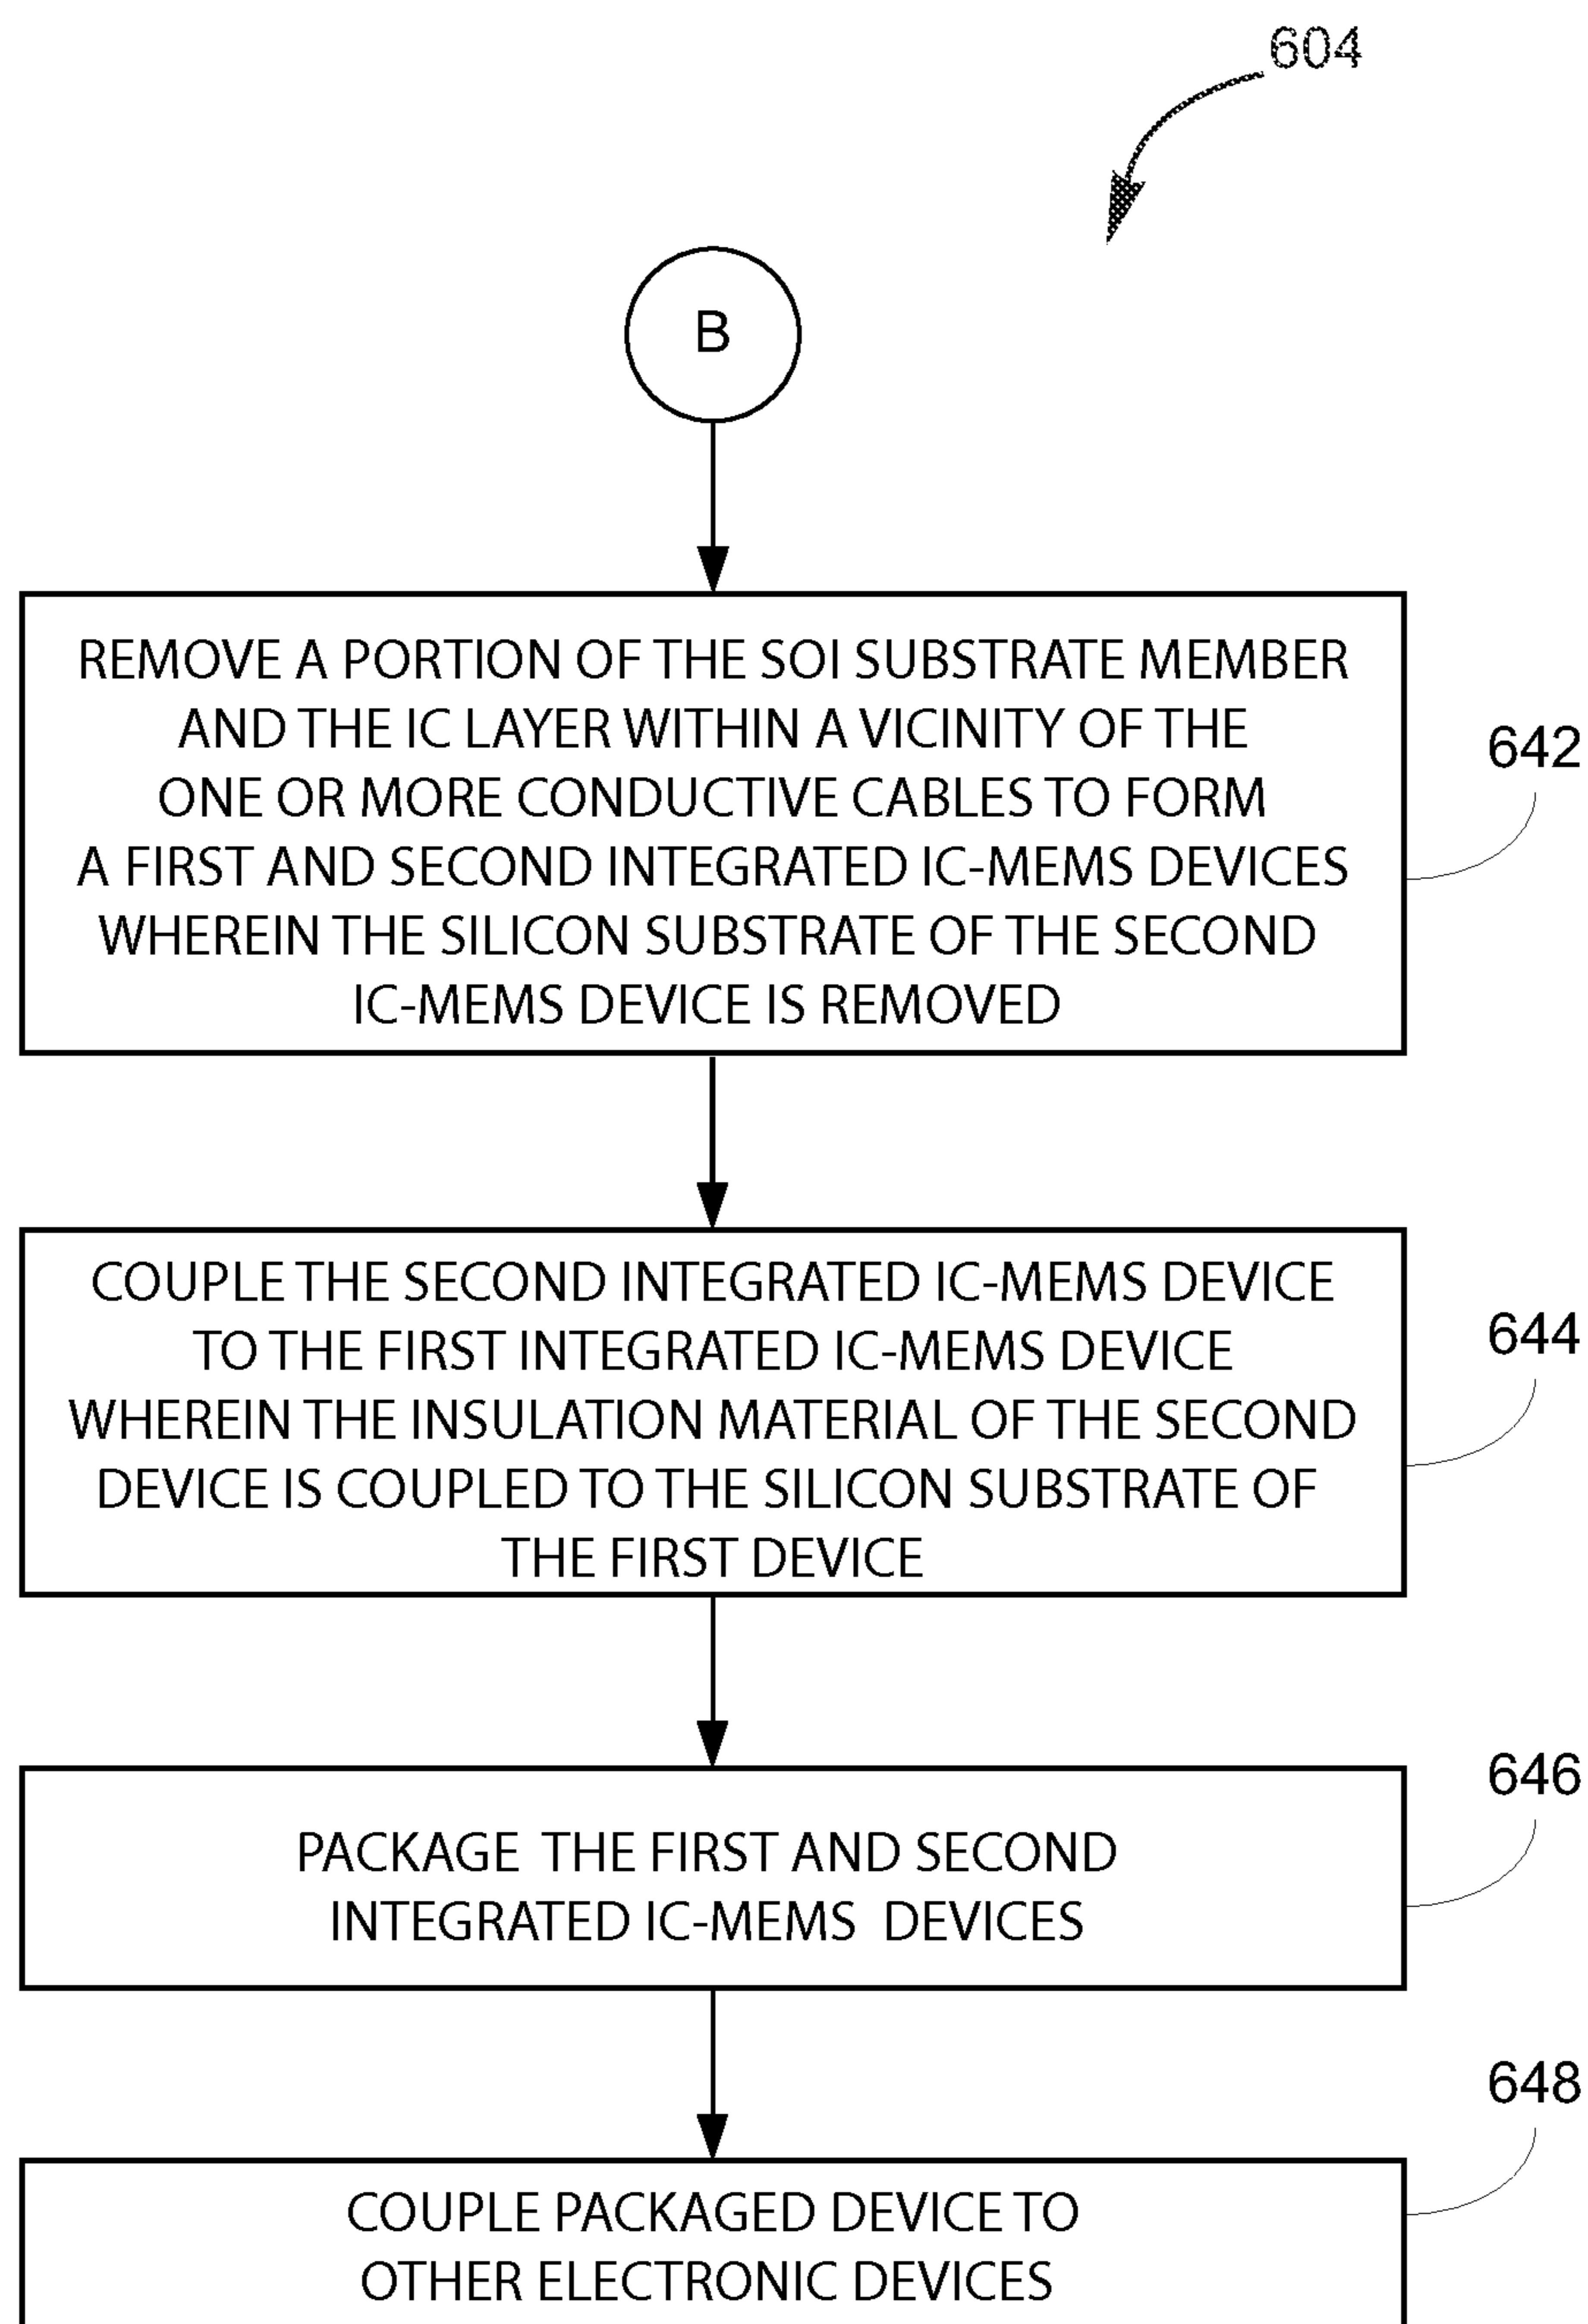 604
B
REMOVE A PORTION OF THE SOI SUBSTRATE MEMBER
AND THE IC LAYER WITHIN A VICINITY OF THE
ONE OR MORE CONDUCTIVE CABLES TO FORM
A FIRST AND SECOND INTEGRATED IC-MEMS DEVICES
WHEREIN THE SILICON SUBSTRATE OF THE SECOND
IC-MEMS DEVICE IS REMOVED
642
COUPLE THE SECOND INTEGRATED IC-MEMS DEVICE
TO THE FIRST INTEGRATED IC-MEMS DEVICE
WHEREIN THE INSULATION MATERIAL OF THE SECOND
DEVICE IS COUPLED TO THE SILICON SUBSTRATE OF
THE FIRST DEVICE
644
PACKAGE THE FIRST AND SECOND
INTEGRATED IC-MEMS DEVICES
646
COUPLE PACKAGED DEVICE TO
OTHER ELECTRONIC DEVICES
648